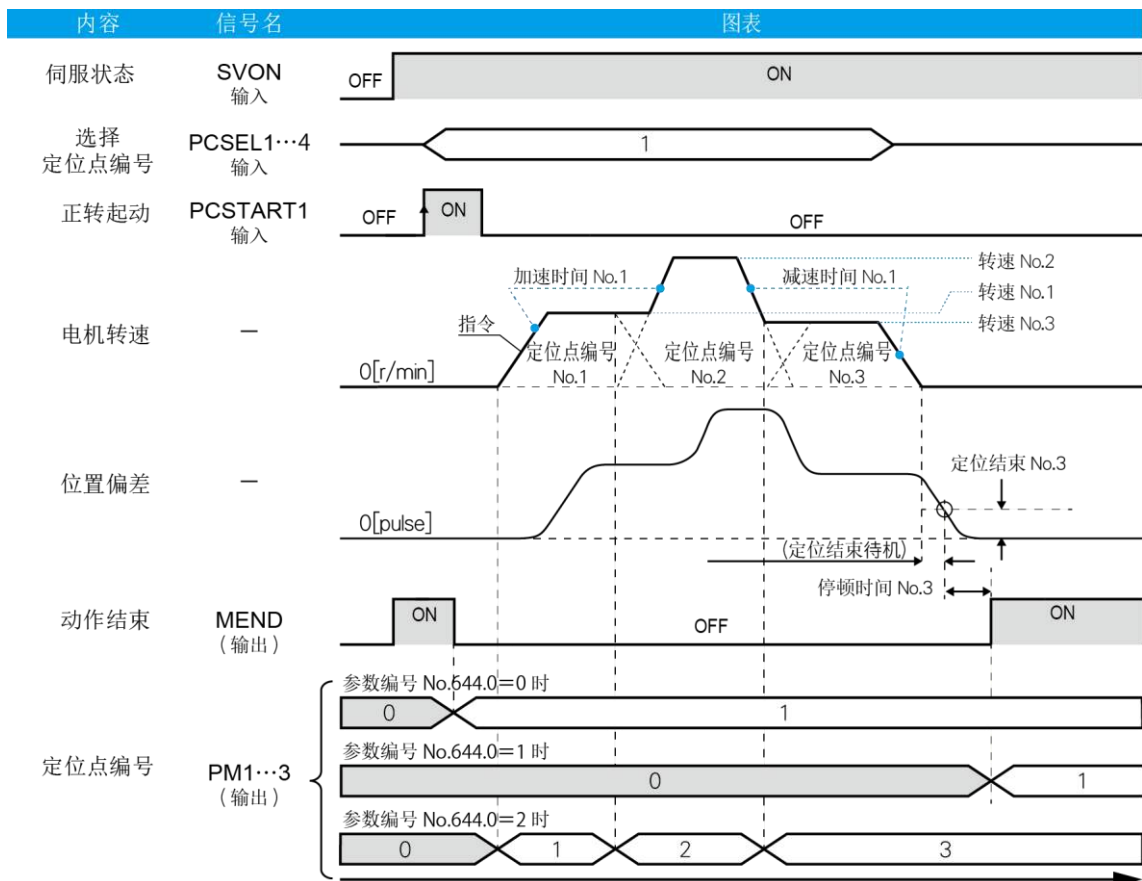 内容 信号名 图表
伺服状态 SVON 输入 OFF ON
选择 定位点编号 PCSEL1…4 输入 1
正转起动 PCSTART1 输入 OFF ON OFF
加速时间 No.1 减速时间 No.1 转速 No.2
转速 No.1
转速 No.3
电机转速 — 指令
定位点编号 No.1 定位点编号 No.2 定位点编号 No.3
0[r/min]
位置偏差 — 定位结束 No.3
0[pulse]
(定位结束待机)
停顿时间 No.3
动作结束 MEND (输出) ON OFF ON
参数编号 No.644.0=0 时
0 1
参数编号 No.644.0=1 时
定位点编号 PM1…3 (输出) 0 1
参数编号 No.644.0=2 时
0 1 2 3